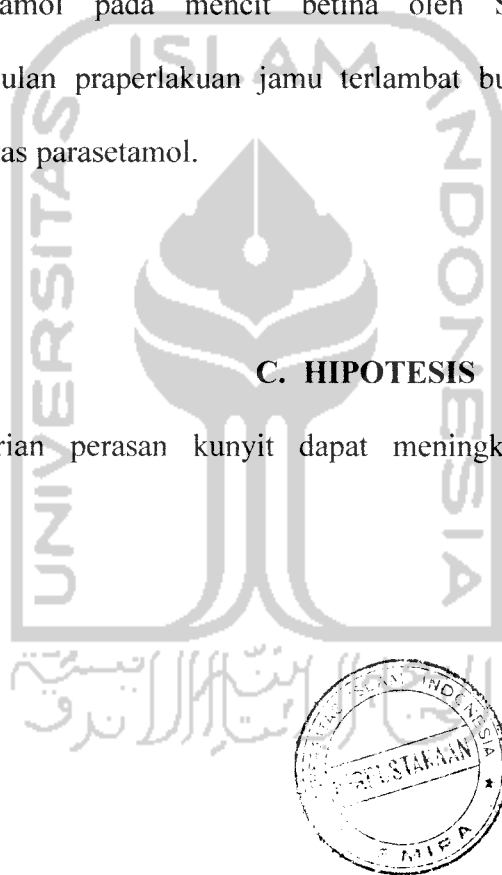 tamol pada mencit betina oleh S
ulan praperlakuan jamu terlambat bu
as parasetamol.
C. HIPOTESIS
rian perasan kunyit dapat meningk
UNIVERSITAS
ISLAM
INDONESIA
INDONESIA
MIPA